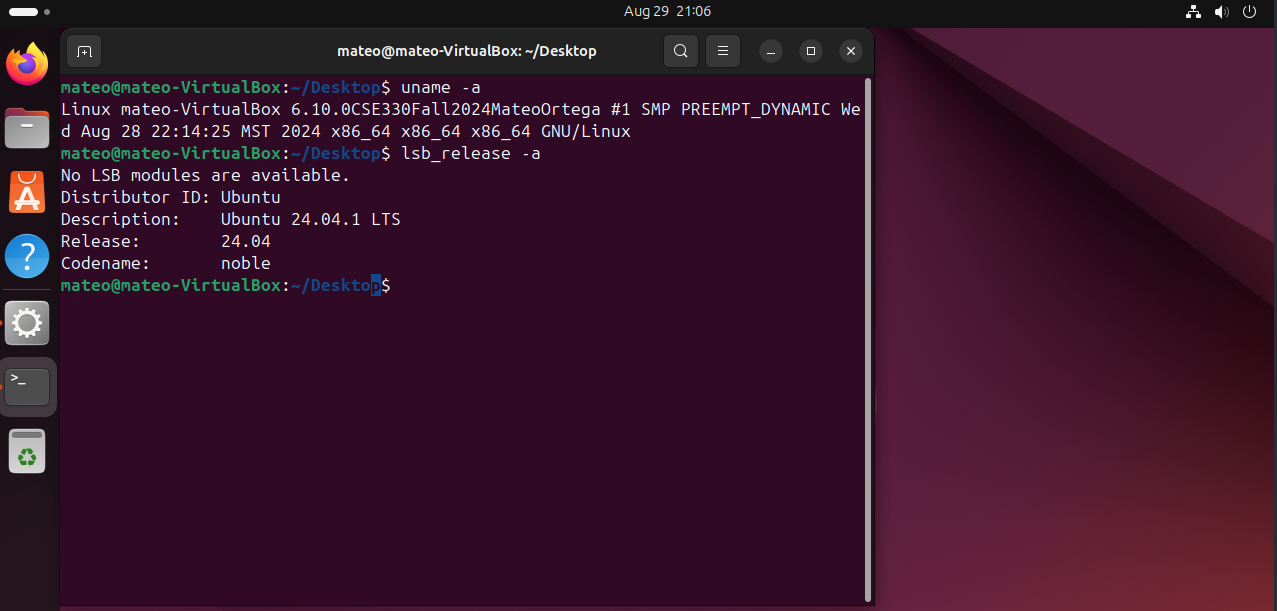 Aug 29 21:06
mateo@mateo-VirtualBox: ~/Desktop
mateo@mateo-VirtualBox:~/Desktop$ uname -a
Linux mateo-VirtualBox 6.10.0CSE330Fall2024MateoOrtega #1 SMP PREEMPT_DYNAMIC We
d Aug 28 22:14:25 MST 2024 x86_64 x86_64 x86_64 GNU/Linux
mateo@mateo-VirtualBox:~/Desktop$ lsb_release -a
No LSB modules are available.
Distributor ID: Ubuntu
Description:    Ubuntu 24.04.1 LTS
Release:        24.04
Codename:       noble
mateo@mateo-VirtualBox:~/Desktop$